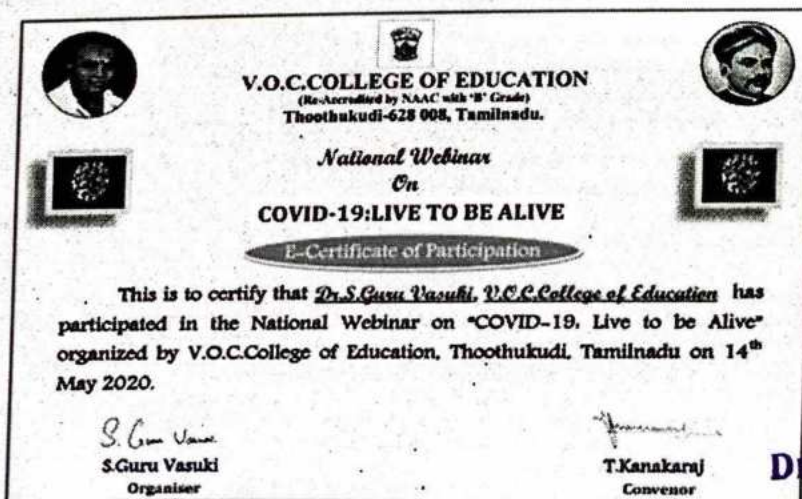 V.O.C.COLLEGE OF EDUCATION
(Re-Accredited by NAAC with 'B' Grade)
Thoothukudi-628 008, Tamilnadu.
National Webinar
On
COVID-19:LIVE TO BE ALIVE
E-Certificate of Participation
This is to certify that Dr.S.Guru Vasuki, V.O.C.College of Education has
participated in the National Webinar on "COVID-19, Live to be Alive"
organized by V.O.C.College of Education, Thoothukudi, Tamilnadu on 14th
May 2020.
S. Guru Vasuki
S.Guru Vasuki
T.Kanakaraj
Organiser
Convenor